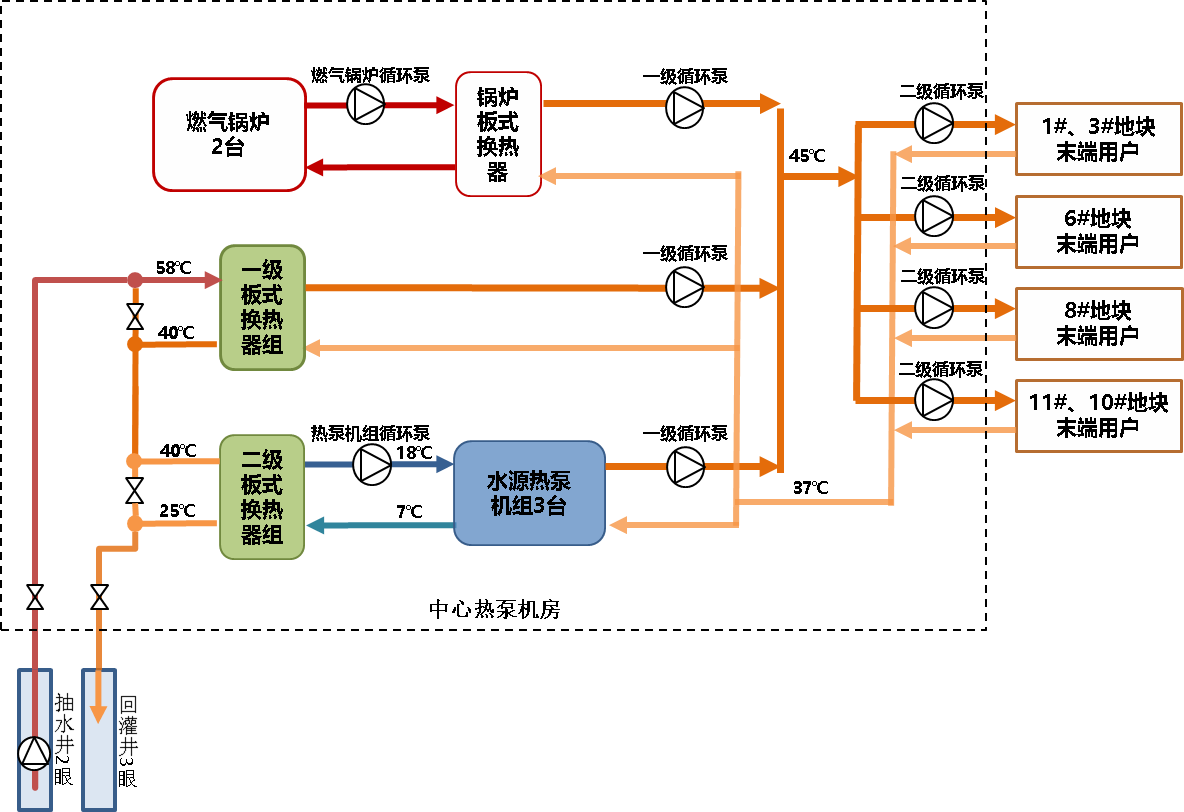 燃气锅炉循环泵
燃气锅炉
2台
锅炉
板式
换热
器
一级循环泵
45℃
二级循环泵
1#、3#地块
末端用户
二级循环泵
6#地块
末端用户
二级循环泵
8#地块
末端用户
二级循环泵
11#、10#地块
末端用户
58℃
40℃
一级
板式
换热
器组
一级循环泵
40℃
25℃
二级
板式
换热
器组
热泵机组循环泵
18℃
7℃
水源热泵
机组3台
一级循环泵
37℃
中心热泵机房
抽水井2眼
回灌井3眼